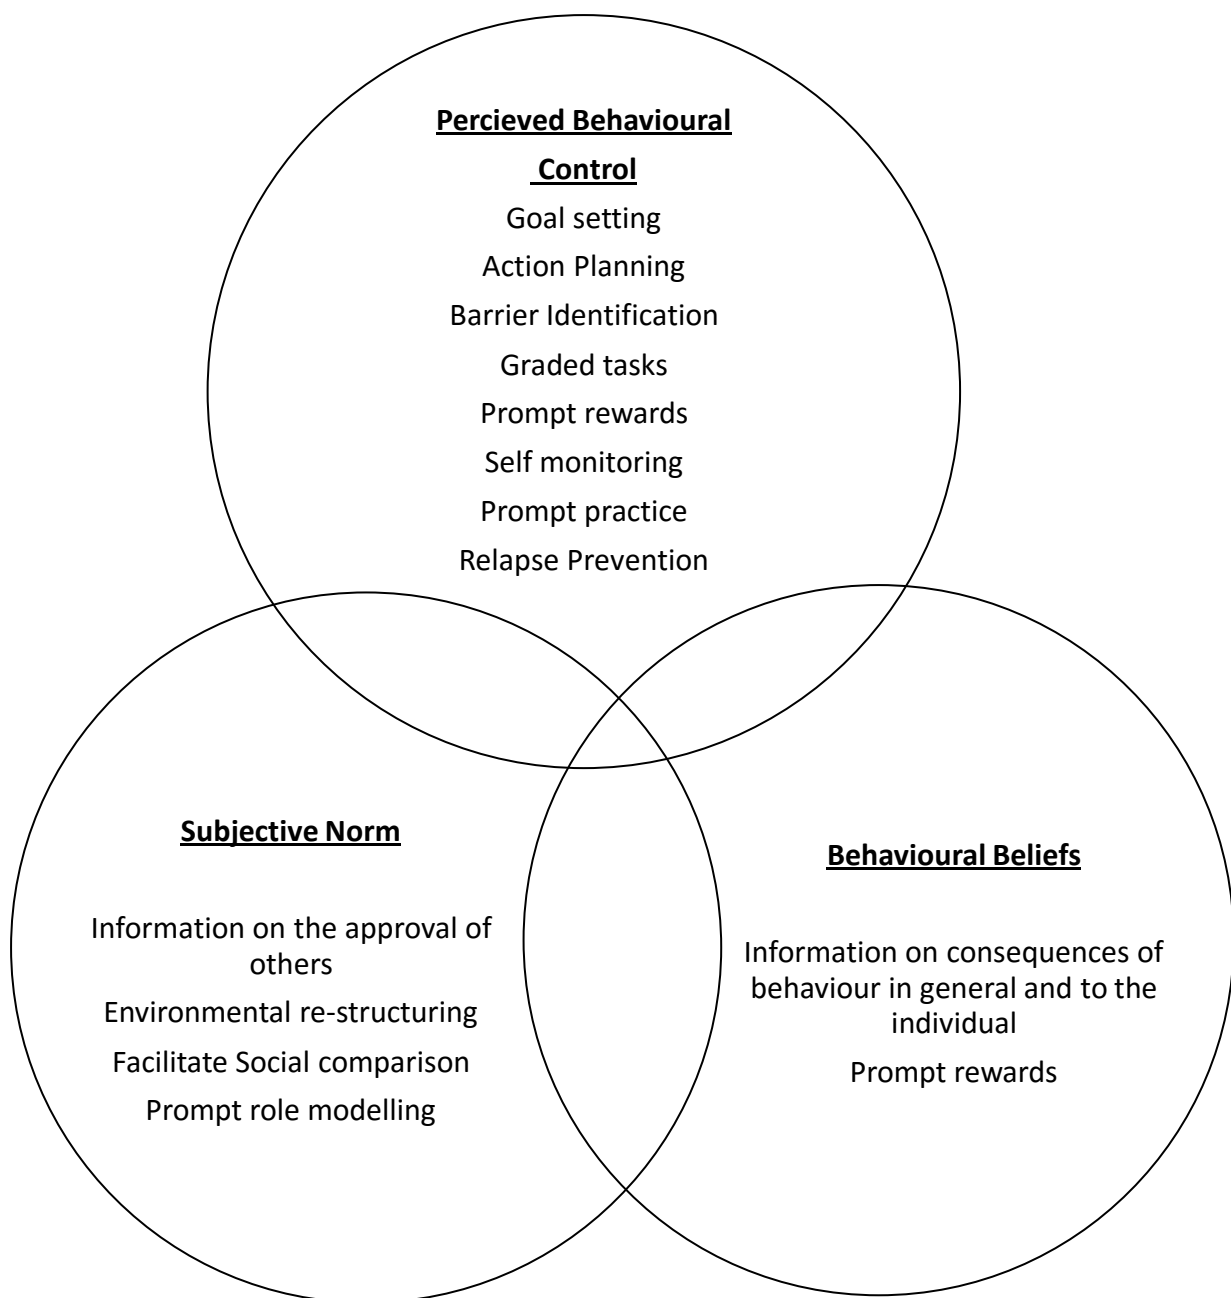 Percieved Behavioural
Control
Goal setting
Action Planning
Barrier Identification
Graded tasks
Prompt rewards
Self monitoring
Prompt practice
Relapse Prevention
Subjective Norm
Information on the approval of
others
Environmental re-structuring
Facilitate Social comparison
Prompt role modelling
Behavioural Beliefs
Information on consequences of
behaviour in general and to the
individual
Prompt rewards